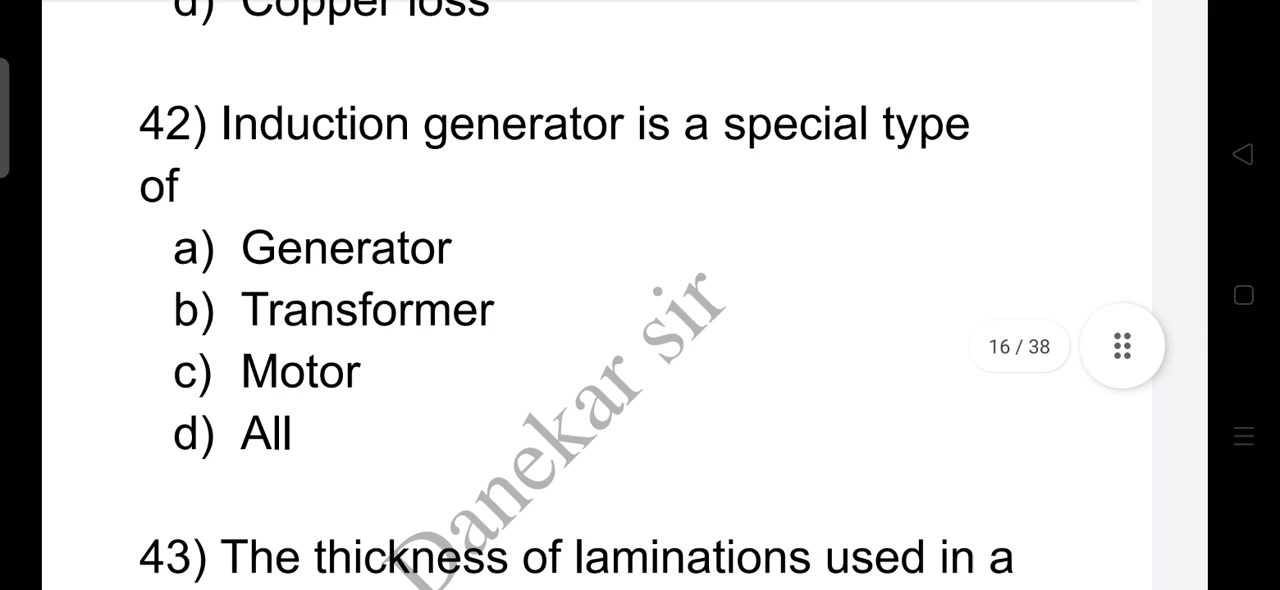 d) Copper loss
42) Induction generator is a special type
of
a) Generator
b) Transformer
c) Motor
d) All
16 / 38
Danekar sir
43) The thickness of laminations used in a